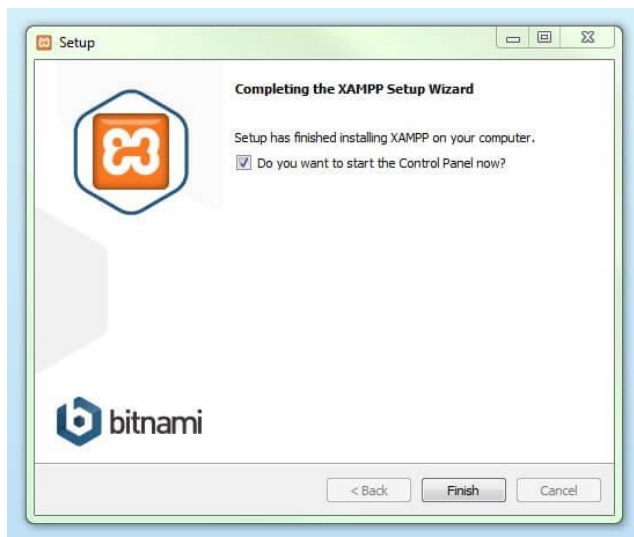 Setup
Completing the XAMPP Setup Wizard
Setup has finished installing XAMPP on your computer.
Do you want to start the Control Panel now?
bitnami
< Back
Finish
Cancel